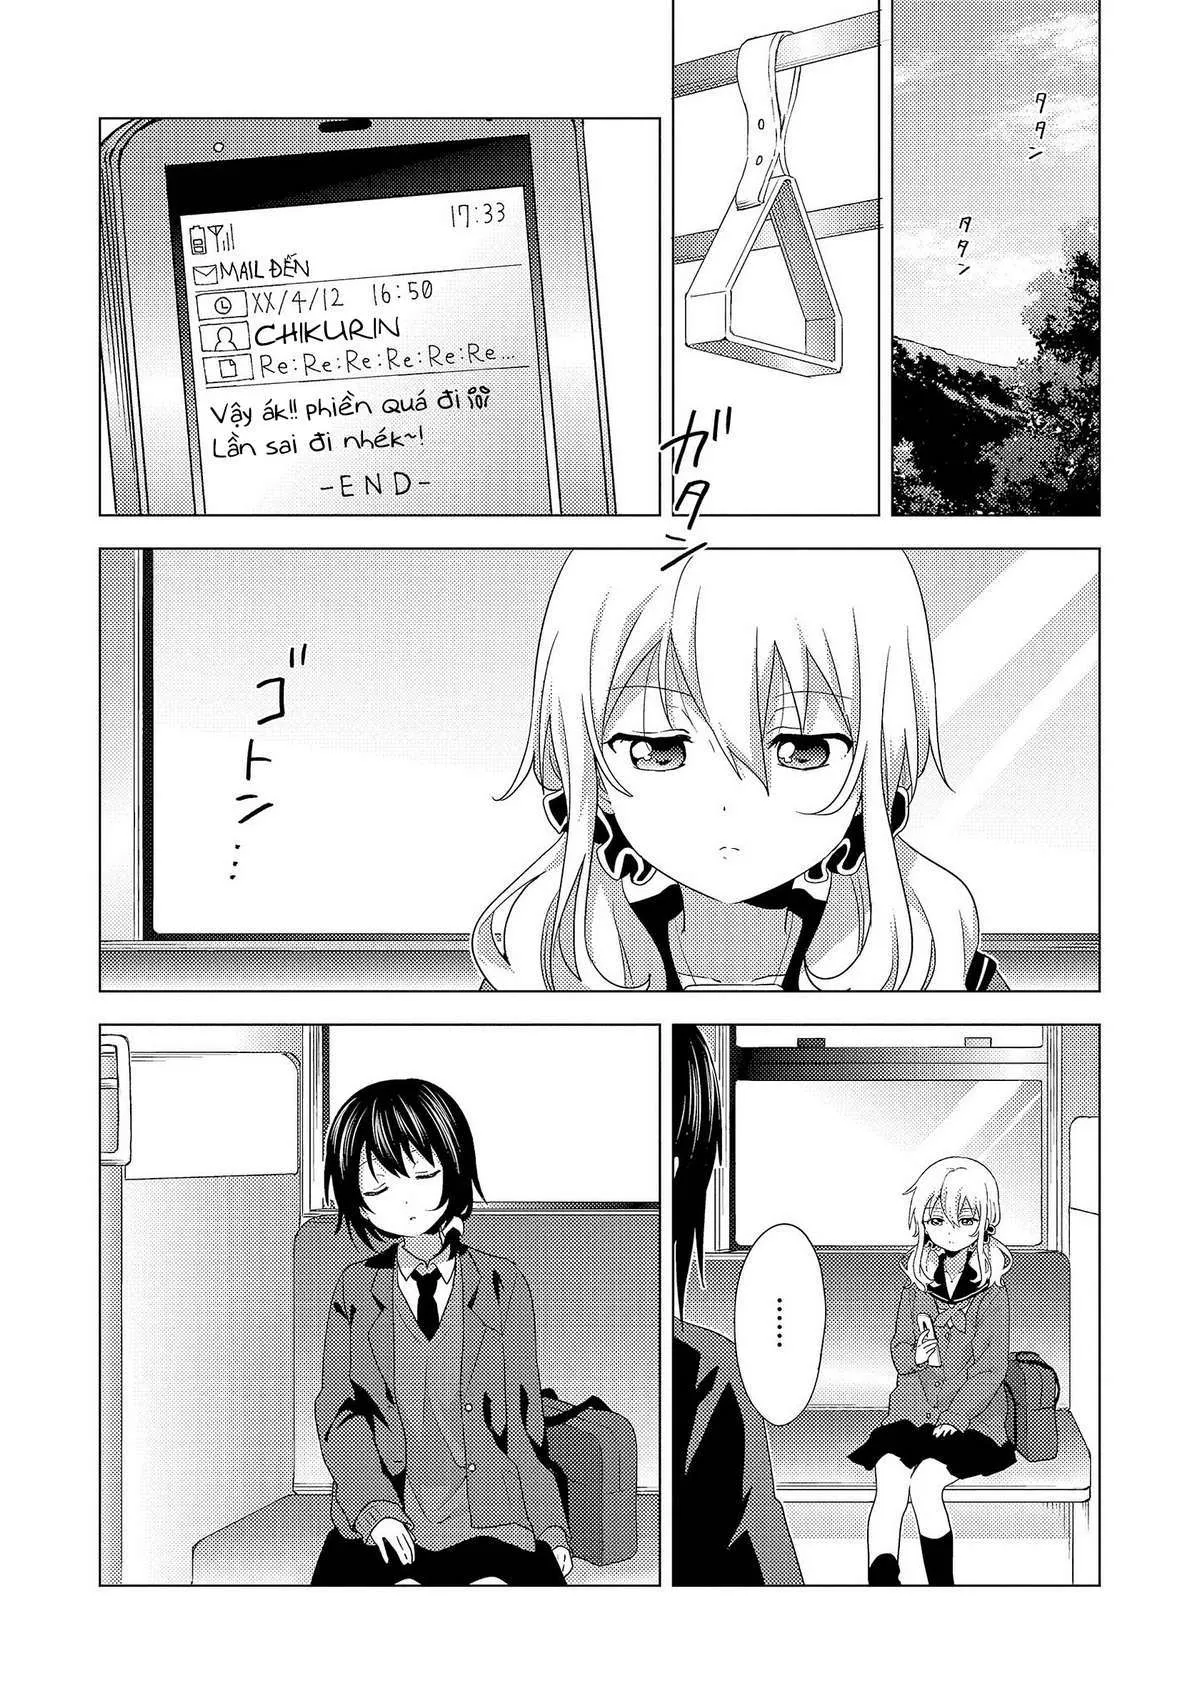 タタン
タタン
ガタン
17:33
MAIL ĐẾN
XX/4/12 16:50
CHIKURIN
Re:Re:Re:Re:Re:Re...
Vậy ák!! phiền quá đi
Lần sai đi nhék~!
-END-
ゴトン…
……